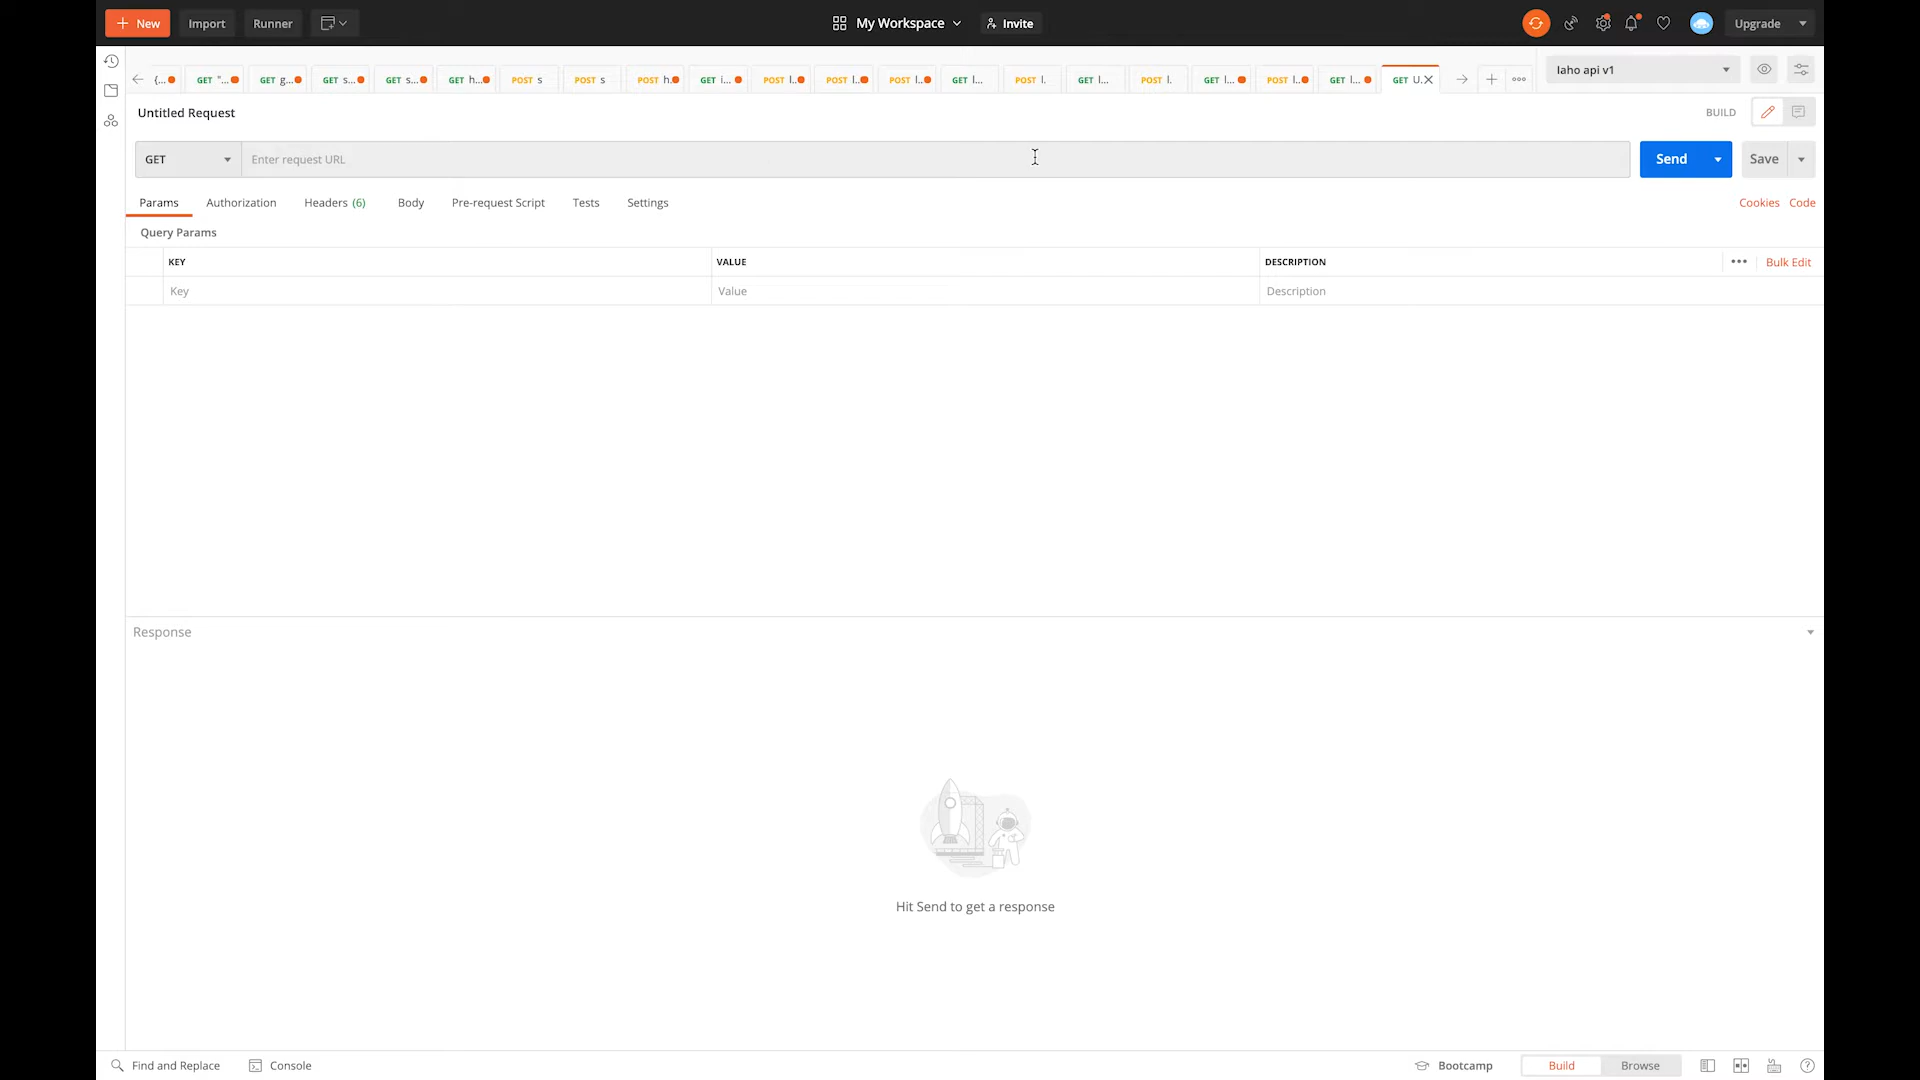 New Import Runner My Workspace Invite Upgrade
{... GET "... GET g... GET s... GET s... GET h... POST s POST s POST h. GET i... POST l. POST l. POST l. GET l... POST l. GET l... POST l. GET l... POST l. GET l... GET U. laho api v1
Untitled Request BUILD
GET Enter request URL Send Save
Params Authorization Headers (6) Body Pre-request Script Tests Settings Cookies Code
Query Params
KEY VALUE DESCRIPTION Bulk Edit
Key Value Description
Response
Hit Send to get a response
Find and Replace Console Bootcamp Build Browse